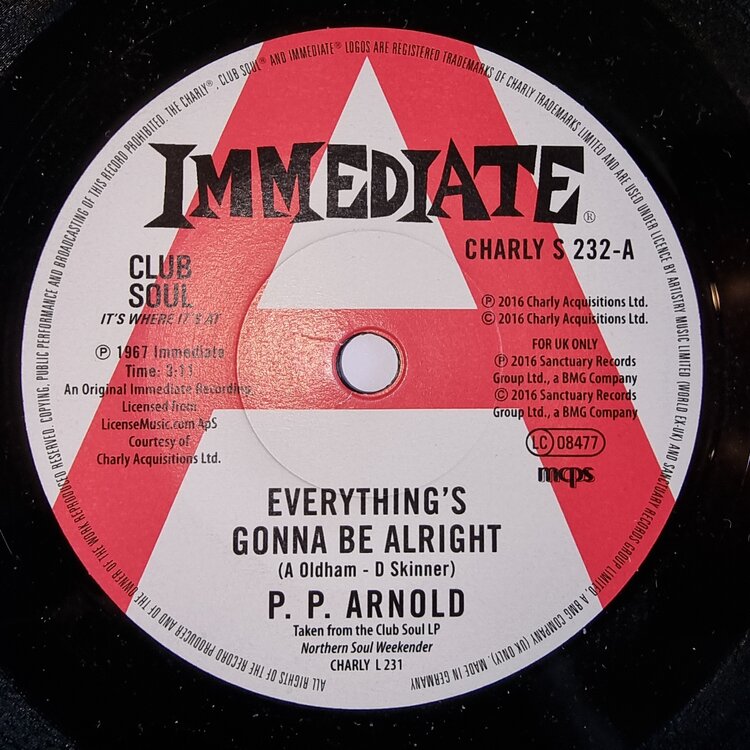 ALL RIGHTS OF THE RECORD PRODUCER AND OF THE OWNER OF THE WORK REPRODUCED RESERVED. COPYING, PUBLIC PERFORMANCE AND BROADCASTING OF THIS RECORD PROHIBITED. THE CHARLY®, CLUB SOUL® AND IMMEDIATE® LOGOS ARE REGISTERED TRADEMARKS OF CHARLY TRADEMARKS LIMITED AND ARE USED UNDER LICENCE BY ARTISTRY MUSIC LIMITED (WORLD EX-UK) AND SANCTUARY RECORDS GROUP LIMITED, A BMG COMPANY (UK ONLY). MADE IN GERMANY
IMMEDIATE®
CHARLY S 232-A
CLUB
SOUL
IT'S WHERE IT'S AT
℗ 1967 Immediate
Time: 3:11
An Original Immediate Recording
Licensed from
LicenseMusic.com ApS
Courtesy of
Charly Acquisitions Ltd.
℗ 2016 Charly Acquisitions Ltd.
© 2016 Charly Acquisitions Ltd.
FOR UK ONLY
℗ 2016 Sanctuary Records
Group Ltd., a BMG Company
© 2016 Sanctuary Records
Group Ltd., a BMG Company
LC 08477
mcps
EVERYTHING'S
GONNA BE ALRIGHT
(A Oldham - D Skinner)
P. P. ARNOLD
Taken from the Club Soul LP
Northern Soul Weekender
CHARLY L 231